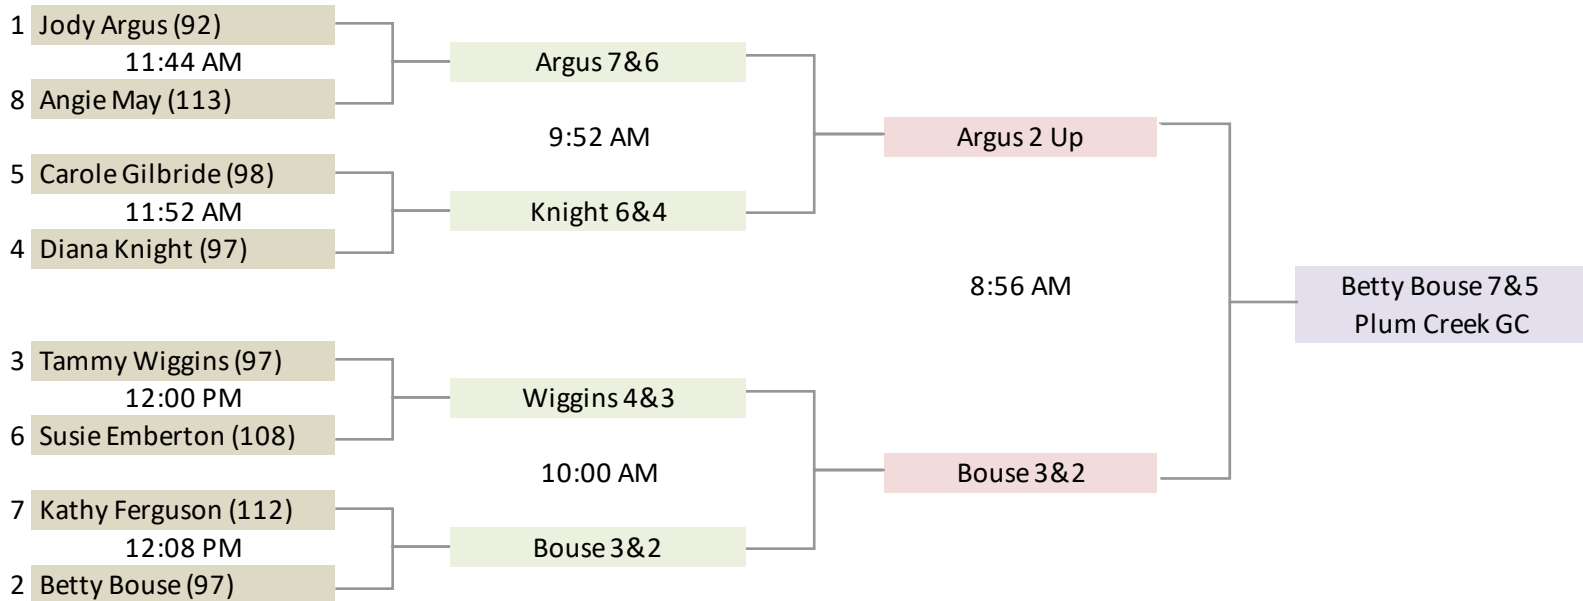 1 Jody Argus (92)
11:44 AM
8 Angie May (113)
5 Carole Gilbride (98)
11:52 AM
4 Diana Knight (97)
3 Tammy Wiggins (97)
12:00 PM
6 Susie Emberton (108)
7 Kathy Ferguson (112)
12:08 PM
2 Betty Bouse (97)
Argus 7&6
9:52 AM
Knight 6&4
Wiggins 4&3
10:00 AM
Bouse 3&2
Argus 2 Up
8:56 AM
Bouse 3&2
Betty Bouse 7&5
Plum Creek GC